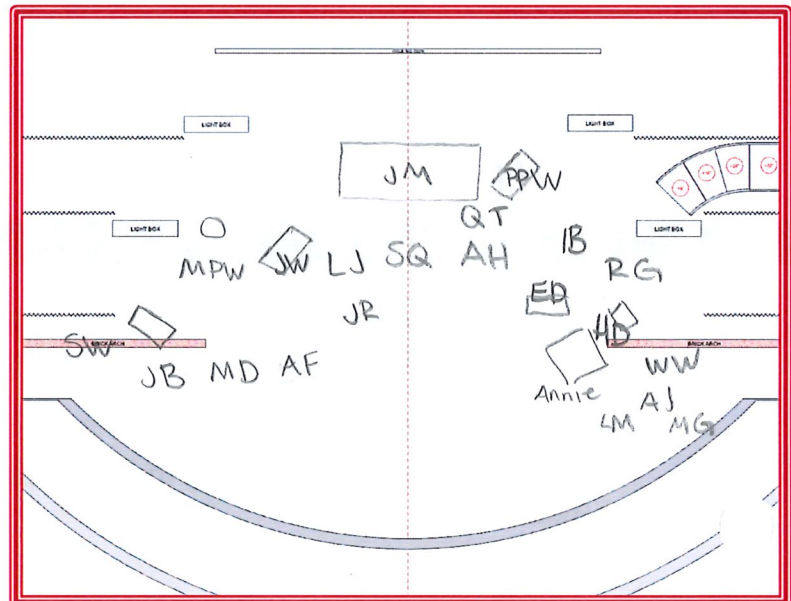 LIGHT BOX
LIGHT BOX
JM
PPW
QT
LIGHT BOX
LIGHT BOX
MPW JW LJ SQ AH IB RG
ED
JR
HD
SW BRICK ARCH
BRICK ARCH
JB MD AF
WW
Annie
AJ
LM MG